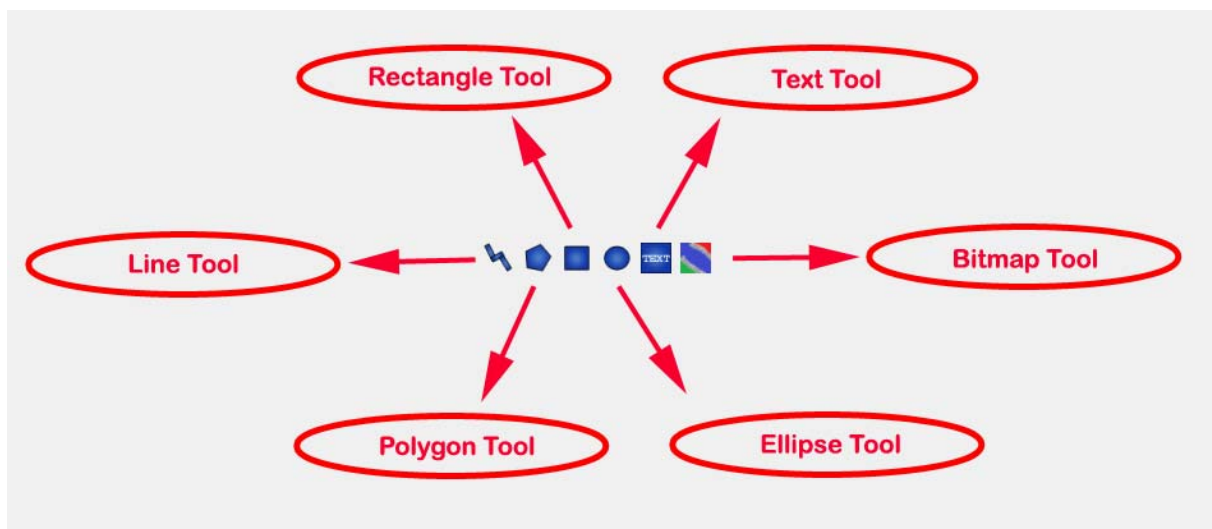 Rectangle Tool
Text Tool
Line Tool
TEXT
Bitmap Tool
Polygon Tool
Ellipse Tool